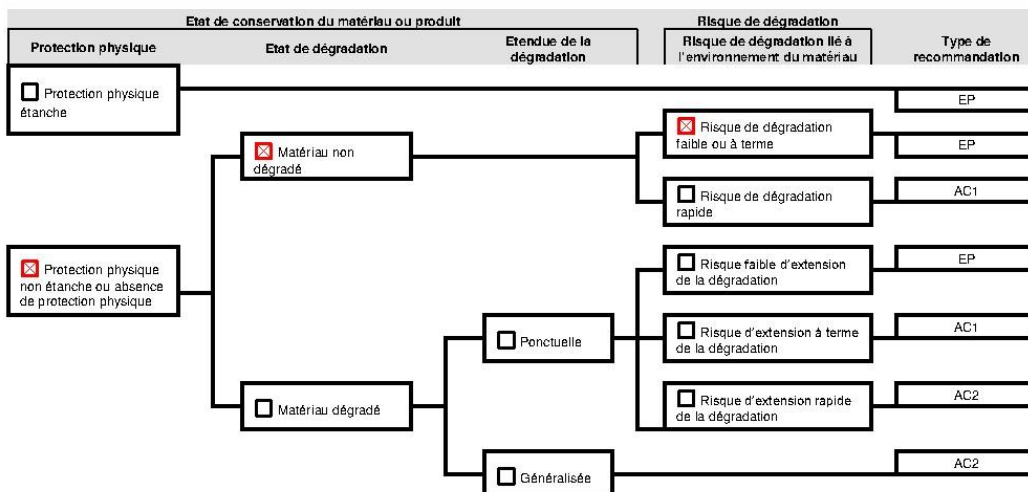 Etat de conservation du matériau ou produit
Risque de dégradation
Protection physique
Etat de dégradation
Etendue de la
dégradation
Risque de dégradation lié à
l'environnement du matériau
Type de
recommandation
Protection physique
étanche
EP
Matériau non
dégradé
Risque de dégradation
faible ou à terme
EP
Risque de dégradation
rapide
AC1
Protection physique
non étanche ou absence
de protection physique
Risque faible d'extension
de la dégradation
EP
Ponctuelle
Risque d'extension à terme
de la dégradation
AC1
Matériau dégradé
Risque d'extension rapide
de la dégradation
AC2
Généralisée
AC2